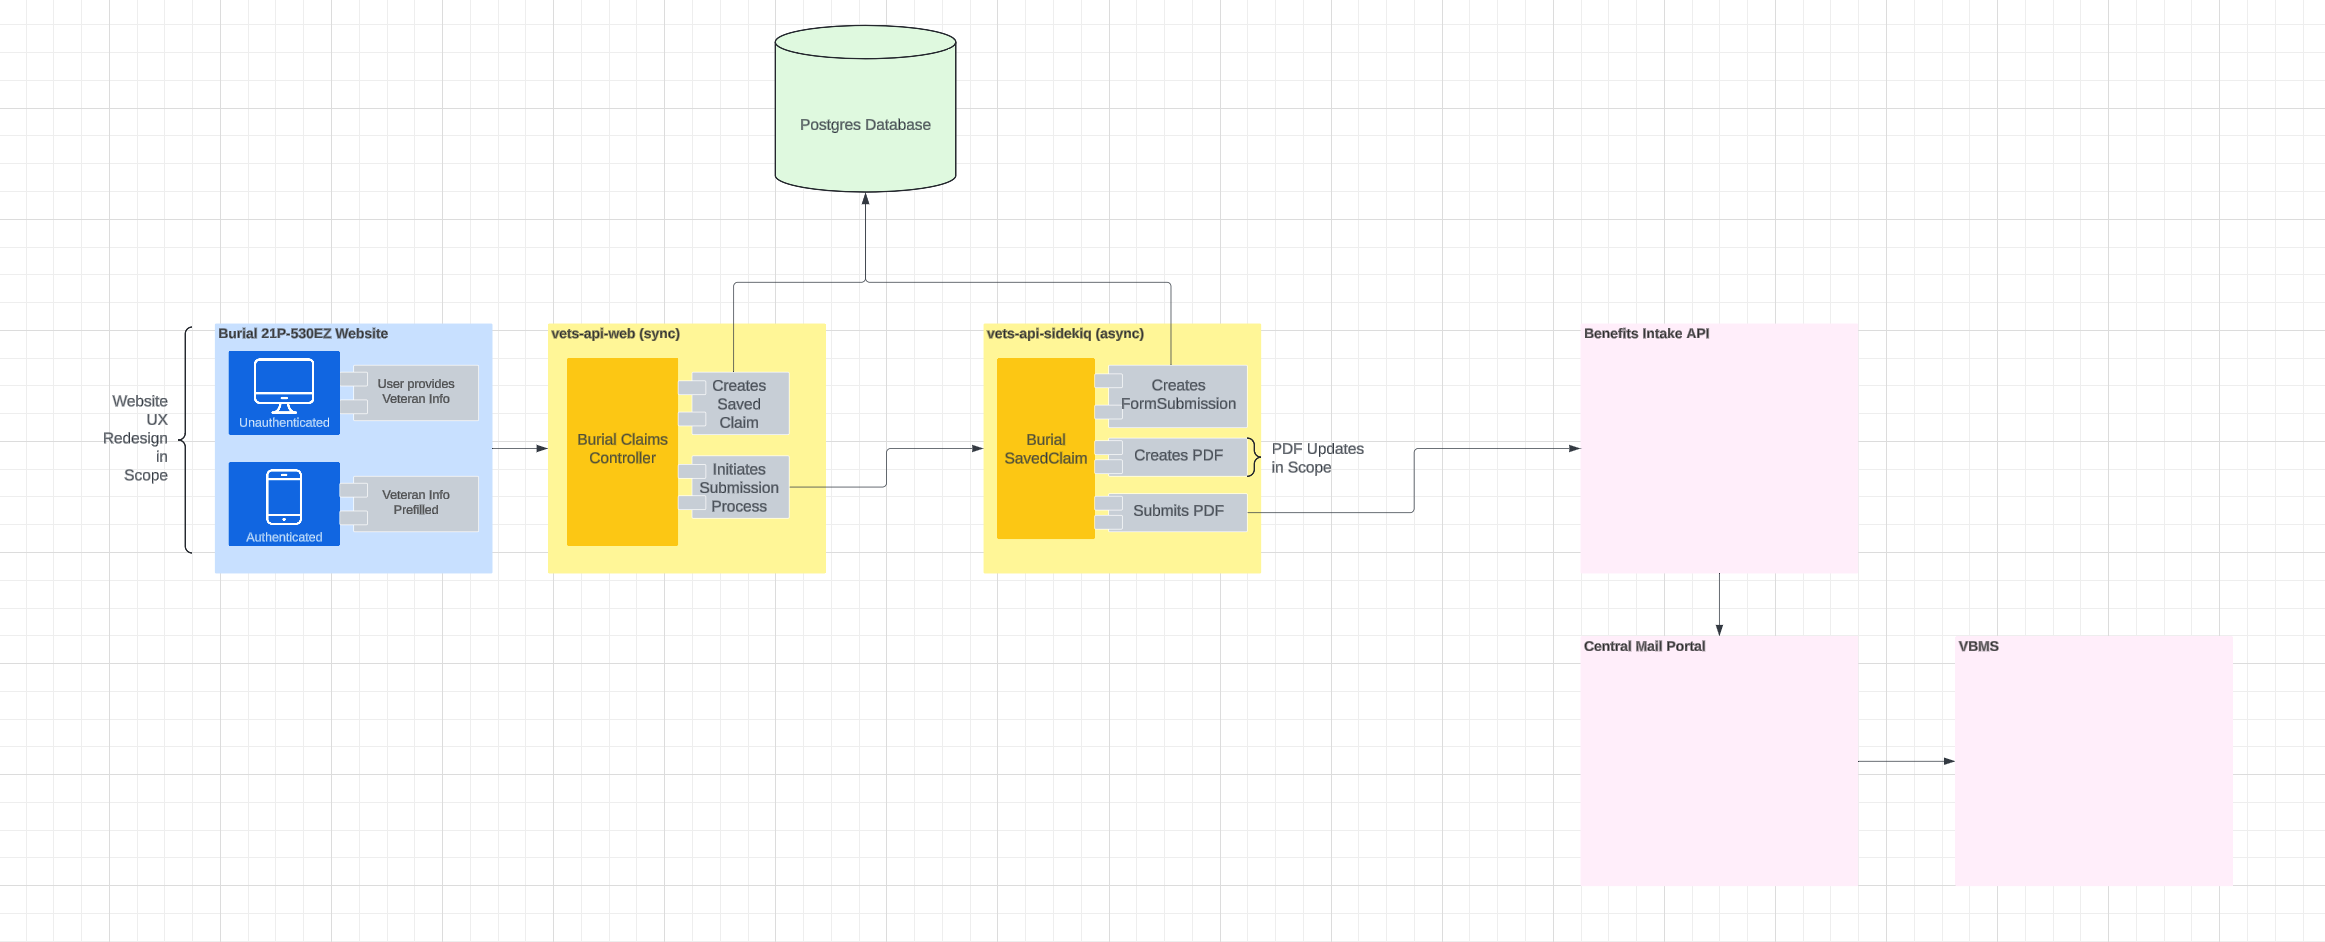 Postgres Database
Website
UX
Redesign
in
Scope
Burial 21P-530EZ Website
Unauthenticated
User provides
Veteran Info
Authenticated
Veteran Info
Prefilled
vets-api-web (sync)
Burial Claims
Controller
Creates
Saved
Claim
Initiates
Submission
Process
vets-api-sidekiq (async)
Burial
SavedClaim
Creates
FormSubmission
Creates PDF
Submits PDF
PDF Updates
in Scope
Benefits Intake API
Central Mail Portal
VBMS